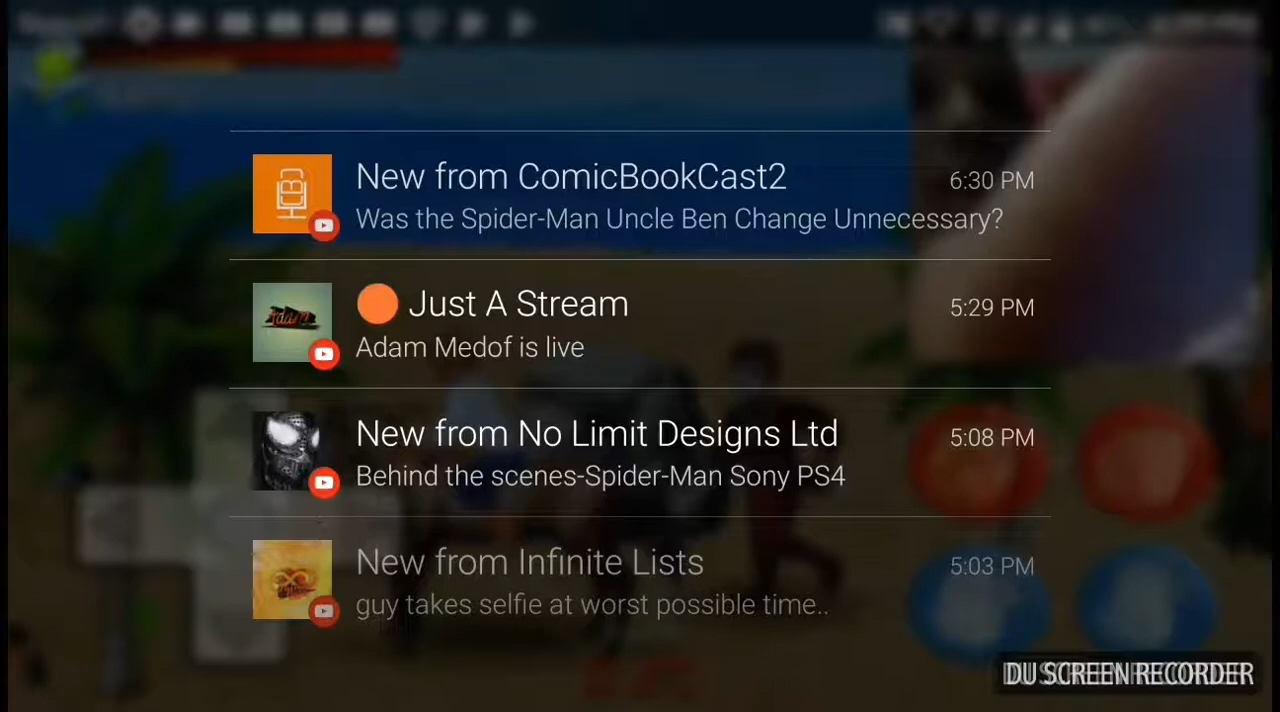 New from ComicBookCast2
6:30 PM
Was the Spider-Man Uncle Ben Change Unnecessary?
Just A Stream
5:29 PM
Adam Medof is live
New from No Limit Designs Ltd
5:08 PM
Behind the scenes-Spider-Man Sony PS4
New from Infinite Lists
5:03 PM
guy takes selfie at worst possible time..
DU SCREEN RECORDER